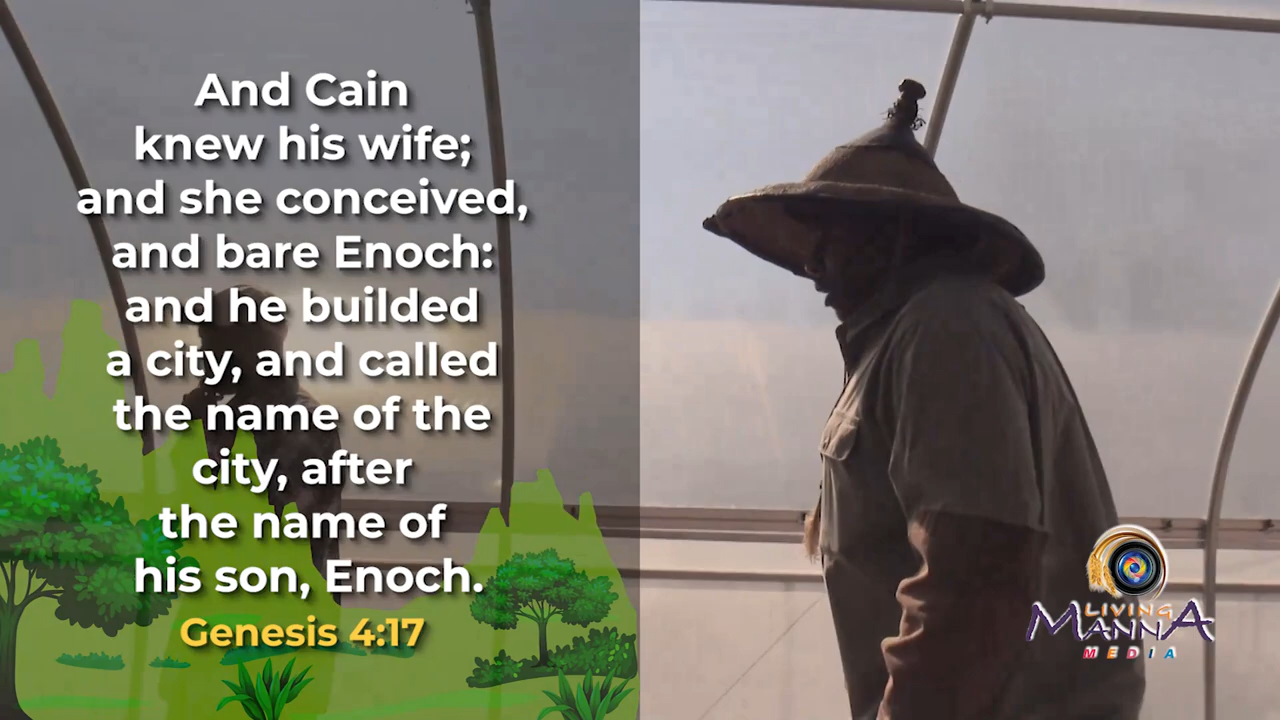 And Cain
knew his wife;
and she conceived,
and bare Enoch:
and he builded
a city, and called
the name of the
city, after
the name of
his son, Enoch.
Genesis 4:17
LIVING
MANNA
MEDIA